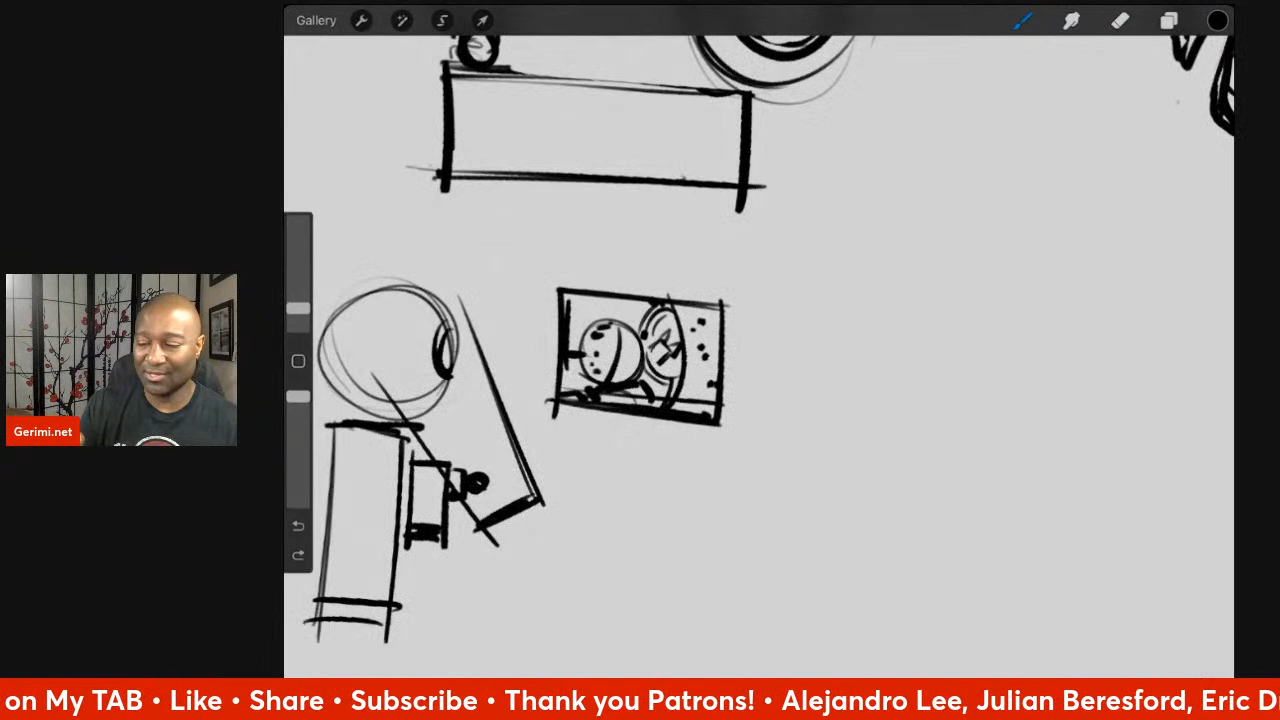 Gallery
Gerimi.net
on My TAB • Like • Share • Subscribe • Thank you Patrons! • Alejandro Lee, Julian Beresford, Eric D